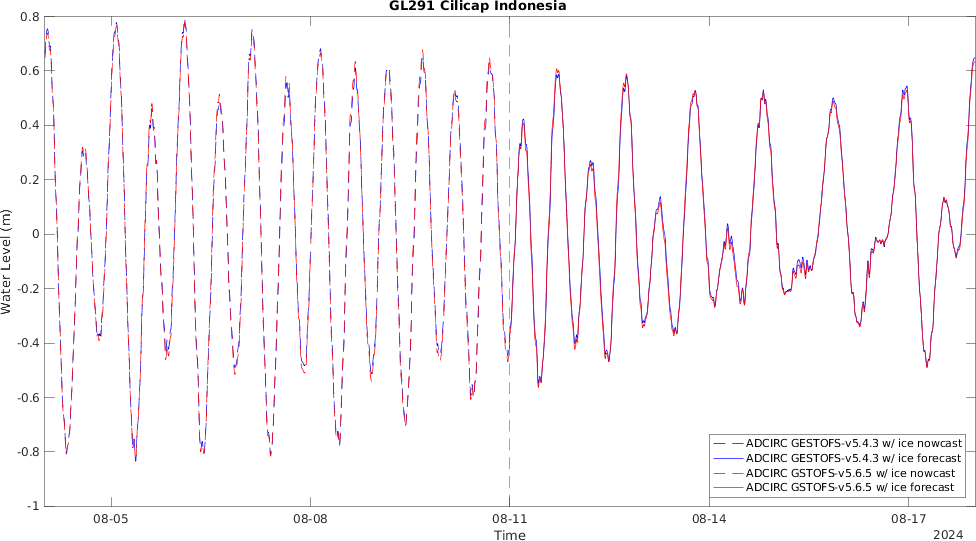 GL291 Cilicap Indonesia
Water Level (m)
0.8
0.6
0.4
0.2
0
-0.2
-0.4
-0.6
-0.8
-1
ADCIRC GESTOFS-v5.4.3 w/ ice nowcast
ADCIRC GESTOFS-v5.4.3 w/ ice forecast
ADCIRC GSTOFS-v5.6.5 w/ ice nowcast
ADCIRC GSTOFS-v5.6.5 w/ ice forecast
08-05 08-08 08-11 08-14 08-17
Time
2024